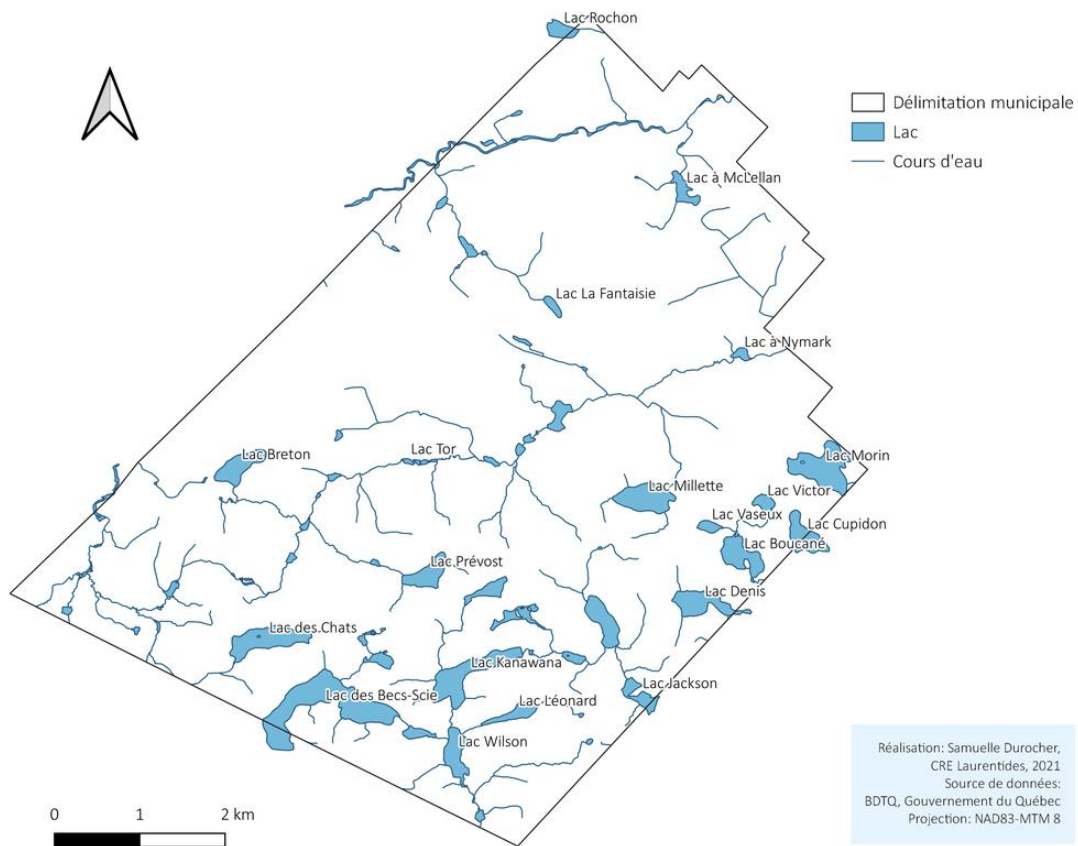 Lac Rochon
Délimitation municipale
Lac
Cours d'eau
Lac à McLellan
Lac La Fantaisie
Lac à Nymark
Lac Tor
Lac Breton
Lac Morin
Lac Millette
Lac Victor
Lac Vaseux
Lac Cupidon
Lac Boucané
Lac Prévost
Lac Denis
Lac des Chats
Lac Kanawana
Lac Jackson
Lac des Becs-Scie
Lac Léonard
Lac Wilson
Réalisation: Samuelle Durocher,
CRE Laurentides, 2021
Source de données:
BDTQ, Gouvernement du Québec
Projection: NAD83-MTM 8
0 1 2 km